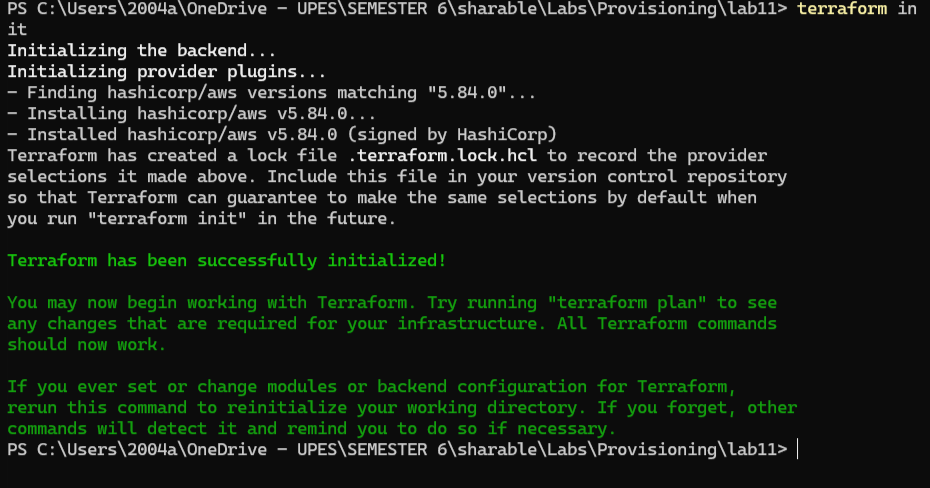 PS C:\Users\2004a\OneDrive - UPES\SEMESTER 6\sharable\Labs\Provisioning\lab11> terraform in
it
Initializing the backend...
Initializing provider plugins...
- Finding hashicorp/aws versions matching "5.84.0"...
- Installing hashicorp/aws v5.84.0...
- Installed hashicorp/aws v5.84.0 (signed by HashiCorp)
Terraform has created a lock file .terraform.lock.hcl to record the provider
selections it made above. Include this file in your version control repository
so that Terraform can guarantee to make the same selections by default when
you run "terraform init" in the future.
Terraform has been successfully initialized!
You may now begin working with Terraform. Try running "terraform plan" to see
any changes that are required for your infrastructure. All Terraform commands
should now work.
If you ever set or change modules or backend configuration for Terraform,
rerun this command to reinitialize your working directory. If you forget, other
commands will detect it and remind you to do so if necessary.
PS C:\Users\2004a\OneDrive - UPES\SEMESTER 6\sharable\Labs\Provisioning\lab11>